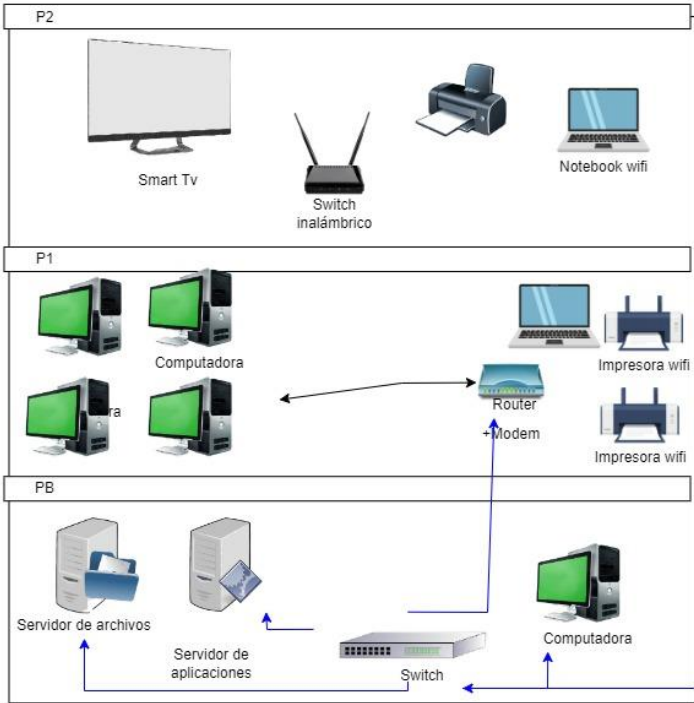 P2
Smart Tv
Switch
inalámbrico
Notebook wifi
P1
Computadora
Impresora wifi
ra
Router
+Modem
Impresora wifi
PB
Servidor de archivos
Servidor de
aplicaciones
Switch
Computadora